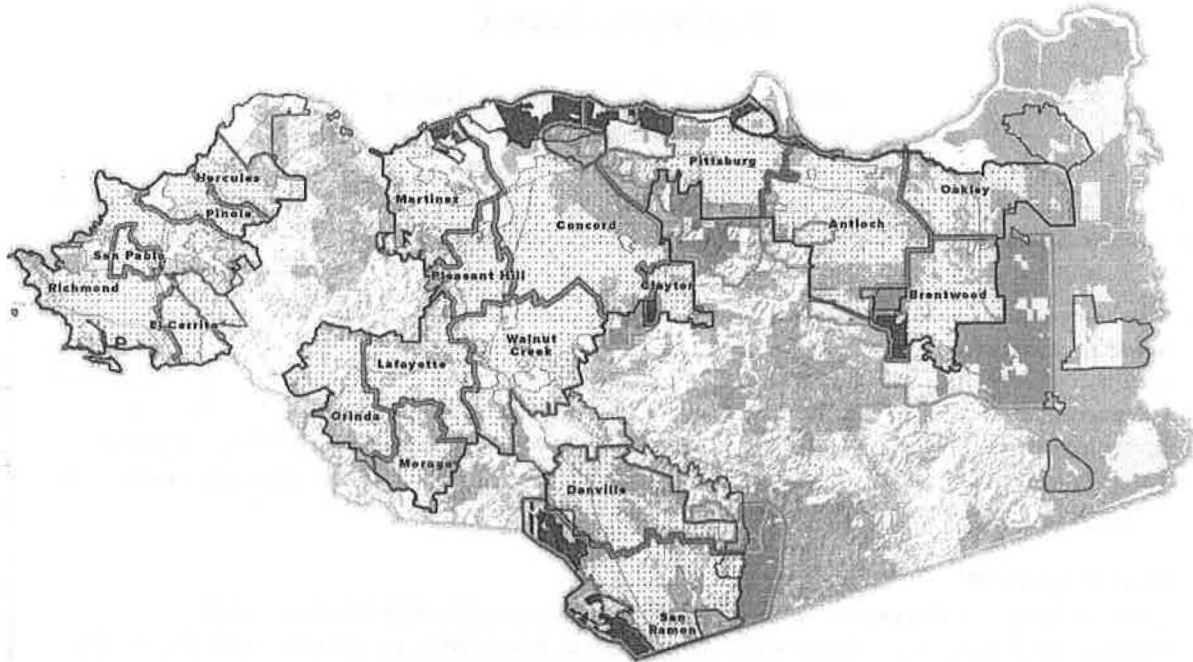 Hercules
Pinole
San Pablo
Richmond
El Cerrito
Martinez
Concord
Pleasant Hill
Clayton
Pittsburg
Antioch
Oakley
Brentwood
Walnut
Creek
Lafayette
Orinda
Moraga
Danville
San
Ramon